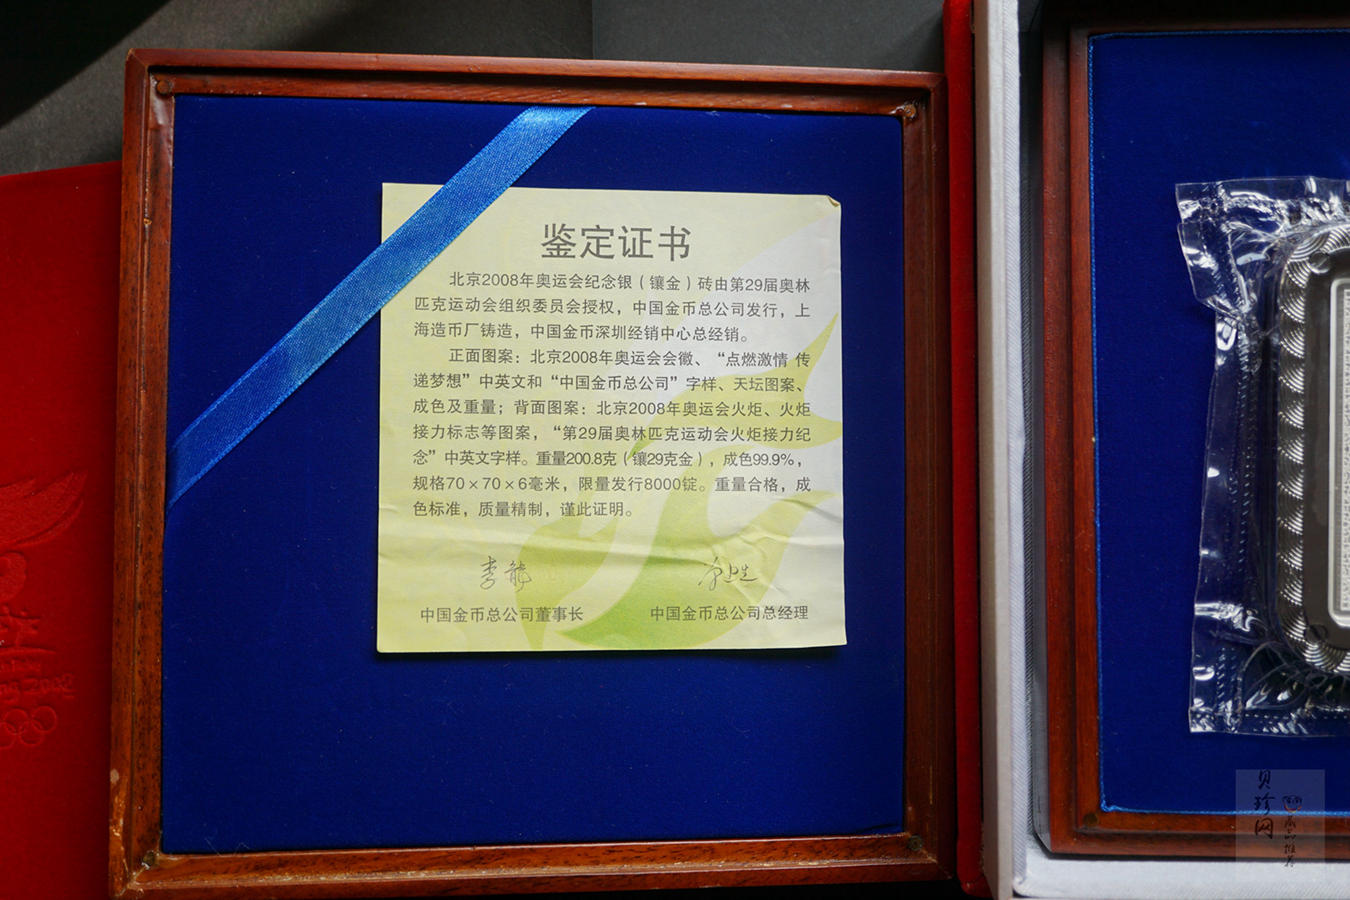 鉴定证书
北京2008年奥运会纪念银（镶金）砖由第29届奥林
匹克运动会组织委员会授权，中国金币总公司发行，上
海造币厂铸造，中国金币深圳经销中心总经销。
正面图案：北京2008年奥运会会徽、“点燃激情 传
递梦想”中英文和“中国金币总公司”字样、天坛图案、
成色及重量；背面图案：北京2008年奥运会火炬、火炬
接力标志等图案，“第29届奥林匹克运动会火炬接力纪
念”中英文字样。重量200.8克（镶29克金），成色99.9%，
规格70×70×6毫米，限量发行8000锭。重量合格，成
色标准，质量精制，谨此证明。
中国金币总公司董事长
中国金币总公司总经理
贝珍网